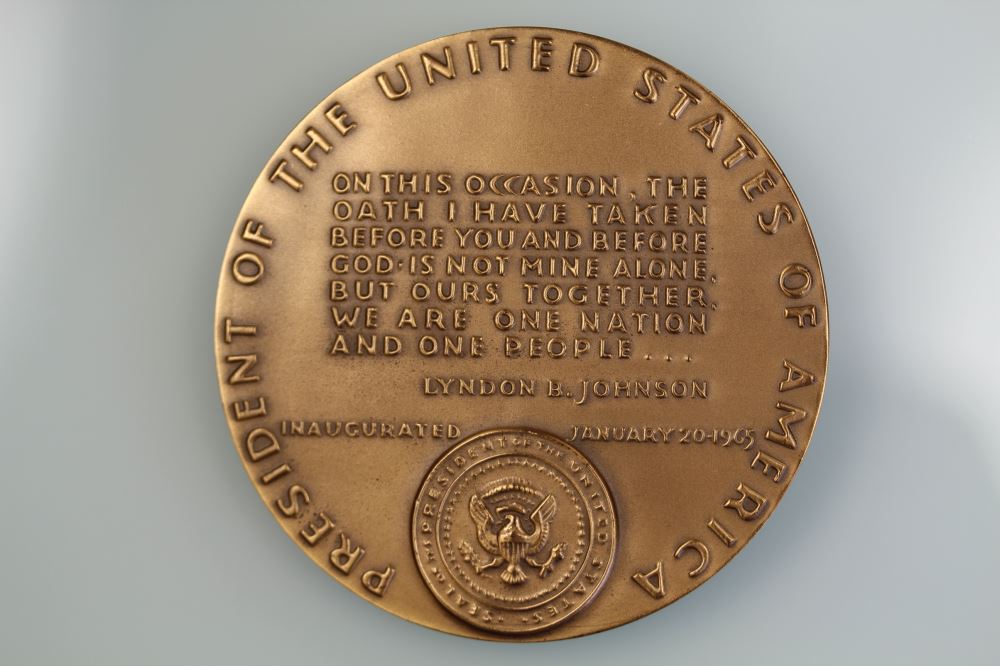 PRESIDENT OF THE UNITED STATES OF AMERICA
ON THIS OCCASION, THE
OATH I HAVE TAKEN
BEFORE YOU AND BEFORE
GOD·IS NOT MINE ALONE,
BUT OURS TOGETHER.
WE ARE ONE NATION
AND ONE PEOPLE...
LYNDON B. JOHNSON
INAUGURATED JANUARY 20-1965
SEAL OF THE PRESIDENT OF THE UNITED STATES